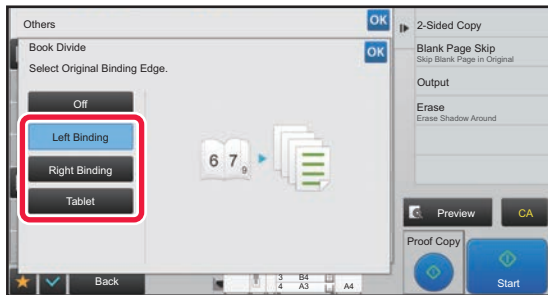 Others
OK
Book Divide
OK
Select Original Binding Edge.
Off
Left Binding
Right Binding
Tablet
6 7 9
Back
3 B4
4 A3
A4
2-Sided Copy
Blank Page Skip
Skip Blank Page in Original
Output
Erase
Erase Shadow Around
Preview
CA
Proof Copy
Start